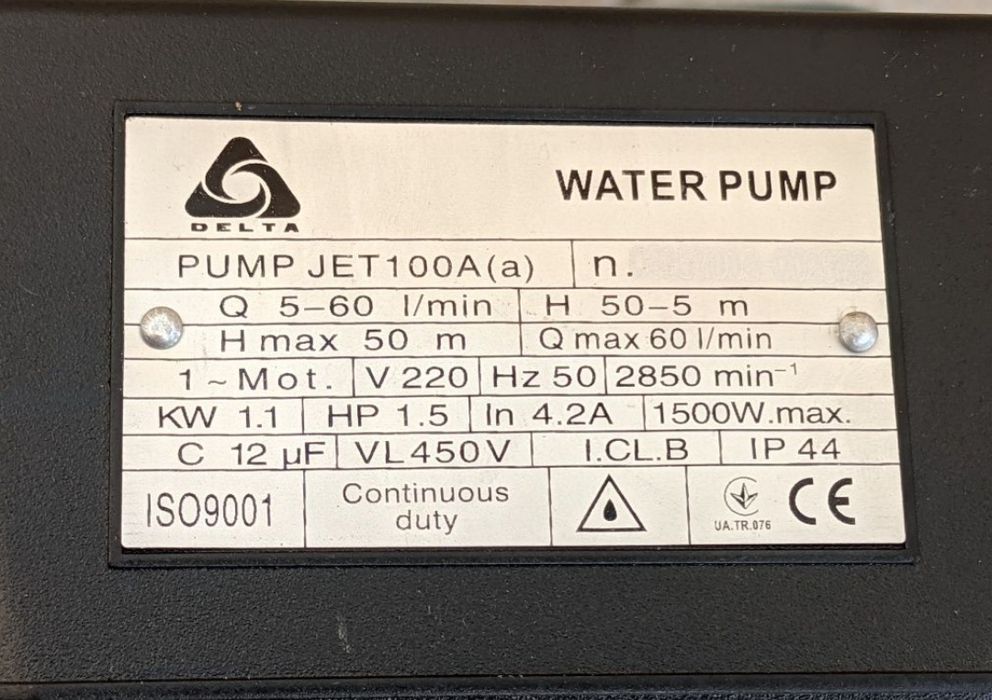 DELTA
WATER PUMP
PUMP JET100A(a) n.
Q 5–60 l/min H 50–5 m
H max 50 m Q max 60 l/min
1 ~ Mot. V 220 Hz 50 2850 min⁻¹
KW 1.1 HP 1.5 In 4.2A 1500W.max.
C 12 µF VL 450V I.CL.B IP 44
ISO9001 Continuous duty UA.TR.076 CE